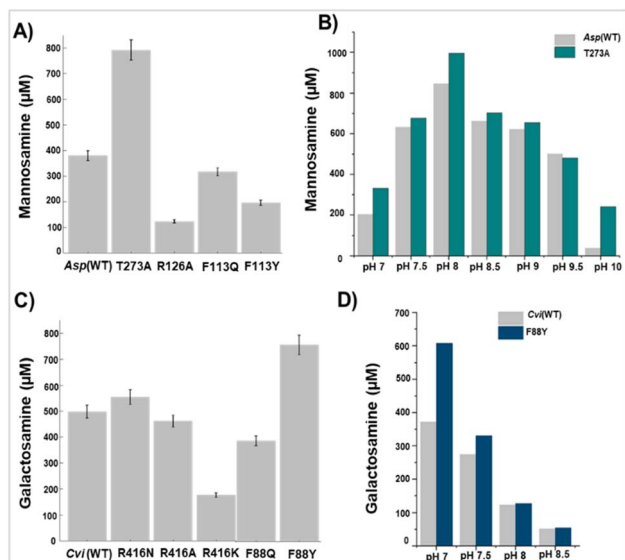 A)
Mannosamine (µM)
800
700
600
500
400
300
200
100
0
Asp(WT) T273A R126A F113Q F113Y
B)
Asp(WT)
T273A
Mannosamine (µM)
1000
800
600
400
200
0
pH 7 pH 7.5 pH 8 pH 8.5 pH 9 pH 9.5 pH 10
C)
Galactosamine (µM)
800
700
600
500
400
300
200
100
0
Cvi(WT) R416N R416A R416K F88Q F88Y
D)
Cvi(WT)
F88Y
Galactosamine (µM)
700
600
500
400
300
200
100
0
pH 7 pH 7.5 pH 8 pH 8.5